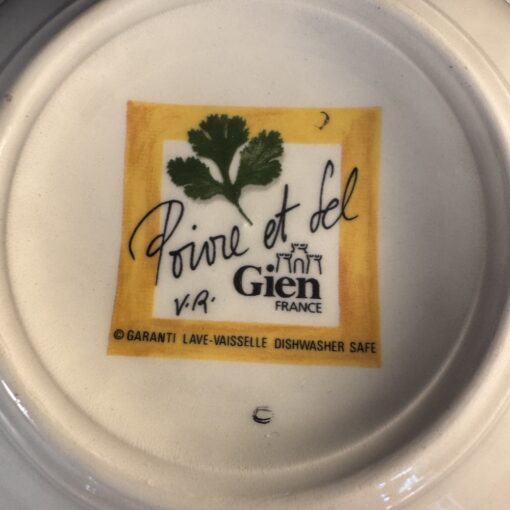 Poivre et Sel
V.R.
Gien
FRANCE
© GARANTI LAVE-VAISSELLE DISHWASHER SAFE